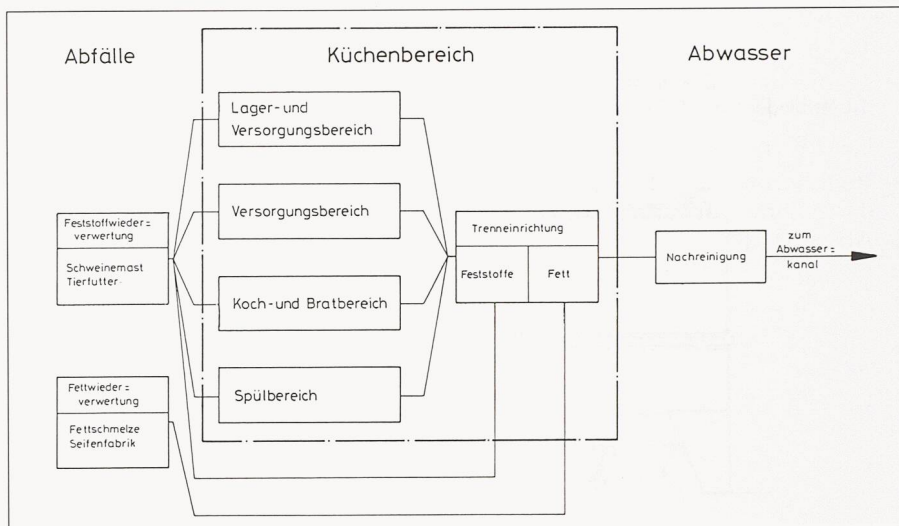 Abfälle
Küchenbereich
Abwasser
Lager- und
Versorgungsbereich
Versorgungsbereich
Koch- und Bratbereich
Spülbereich
Feststoffwieder=
verwertung
Schweinemast
Tierfutter
Fettwieder=
verwertung
Fettschmelze
Seifenfabrik
Trenneinrichtung
Feststoffe
Fett
Nachreinigung
zum
Abwasser=
kanal